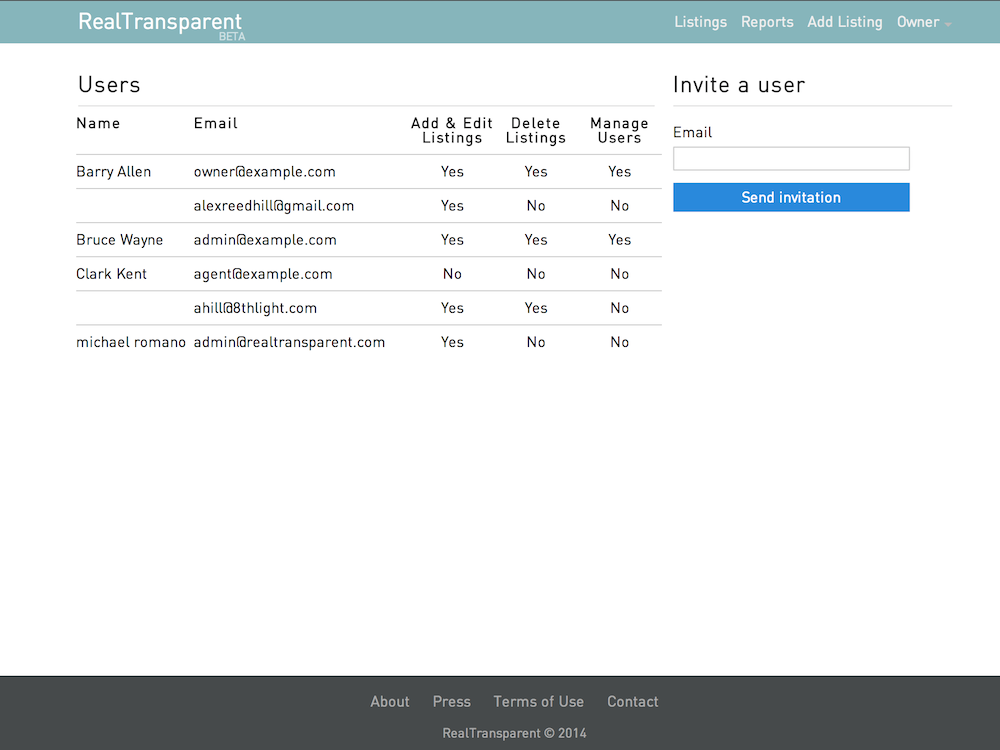 RealTransparent
BETA
Listings Reports Add Listing Owner
Users
Name Email Add & Edit Listings Delete Listings Manage Users
Barry Allen owner@example.com Yes Yes Yes
alexreedhill@gmail.com Yes No No
Bruce Wayne admin@example.com Yes Yes Yes
Clark Kent agent@example.com No No No
ahill@8thlight.com Yes Yes No
michael romano admin@realtransparent.com Yes No No
Invite a user
Email
Send invitation
About Press Terms of Use Contact
RealTransparent © 2014